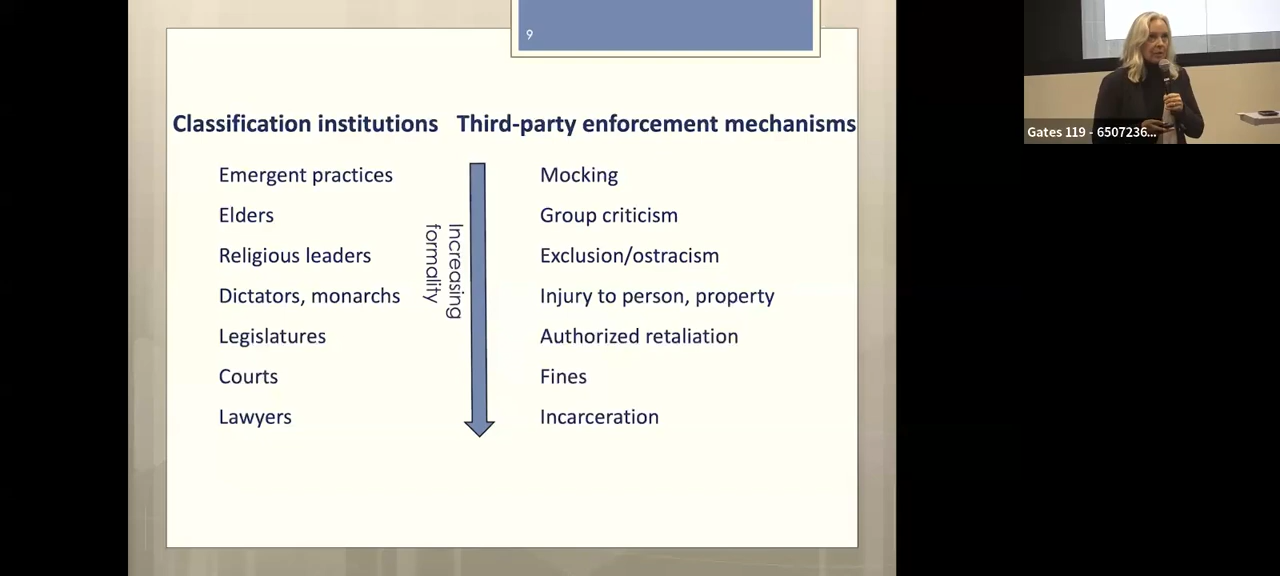 9
Classification institutions
Third-party enforcement mechanisms
Emergent practices
Mocking
Elders
Group criticism
Religious leaders
Exclusion/ostracism
Dictators, monarchs
Injury to person, property
Legislatures
Authorized retaliation
Courts
Fines
Lawyers
Incarceration
Increasing
formality
Gates 119 - 6507236...